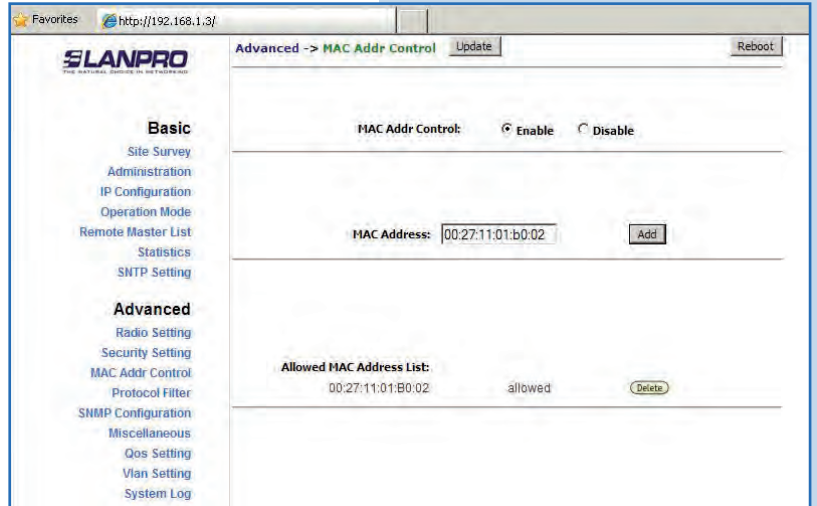 Favorites http://192.168.1.3/
LANPRO
THE NATURAL CHOICE IN NETWORKING
Advanced -> MAC Addr Control Update Reboot
Basic
Site Survey
Administration
IP Configuration
Operation Mode
Remote Master List
Statistics
SNTP Setting
Advanced
Radio Setting
Security Setting
MAC Addr Control
Protocol Filter
SNMP Configuration
Miscellaneous
Qos Setting
Vlan Setting
System Log
MAC Addr Control: Enable Disable
MAC Address: 00:27:11:01:b0:02 Add
Allowed MAC Address List:
00:27:11:01:B0:02 allowed Delete